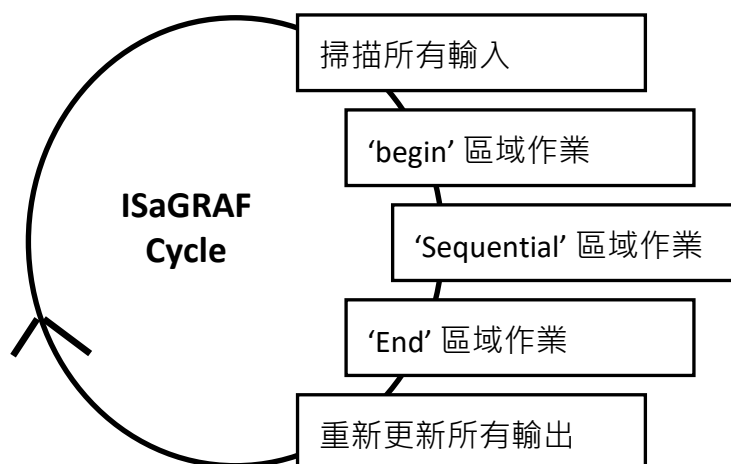 掃描所有輸入
‘begin’ 區域作業
ISaGRAF
Cycle
‘Sequential’ 區域作業
‘End’ 區域作業
重新更新所有輸出